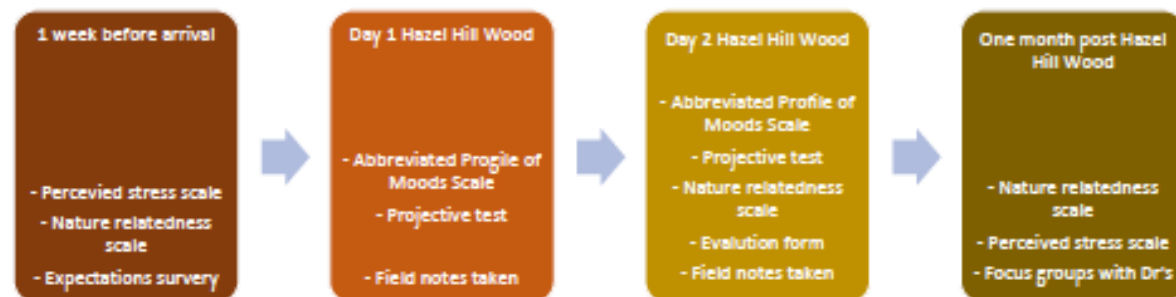 1 week before arrival
- Percevied stress scale
- Nature relatedness
scale
- Expectations survery
Day 1 Hazel Hill Wood
- Abbreviated Progile of
Moods Scale
- Projective test
- Field notes taken
Day 2 Hazel Hill Wood
- Abbreviated Profile of
Moods Scale
- Projective test
- Nature relatedness
scale
- Evalution form
- Field notes taken
One month post Hazel
Hill Wood
- Nature relatedness
scale
- Perceived stress scale
- Focus groups with Dr's